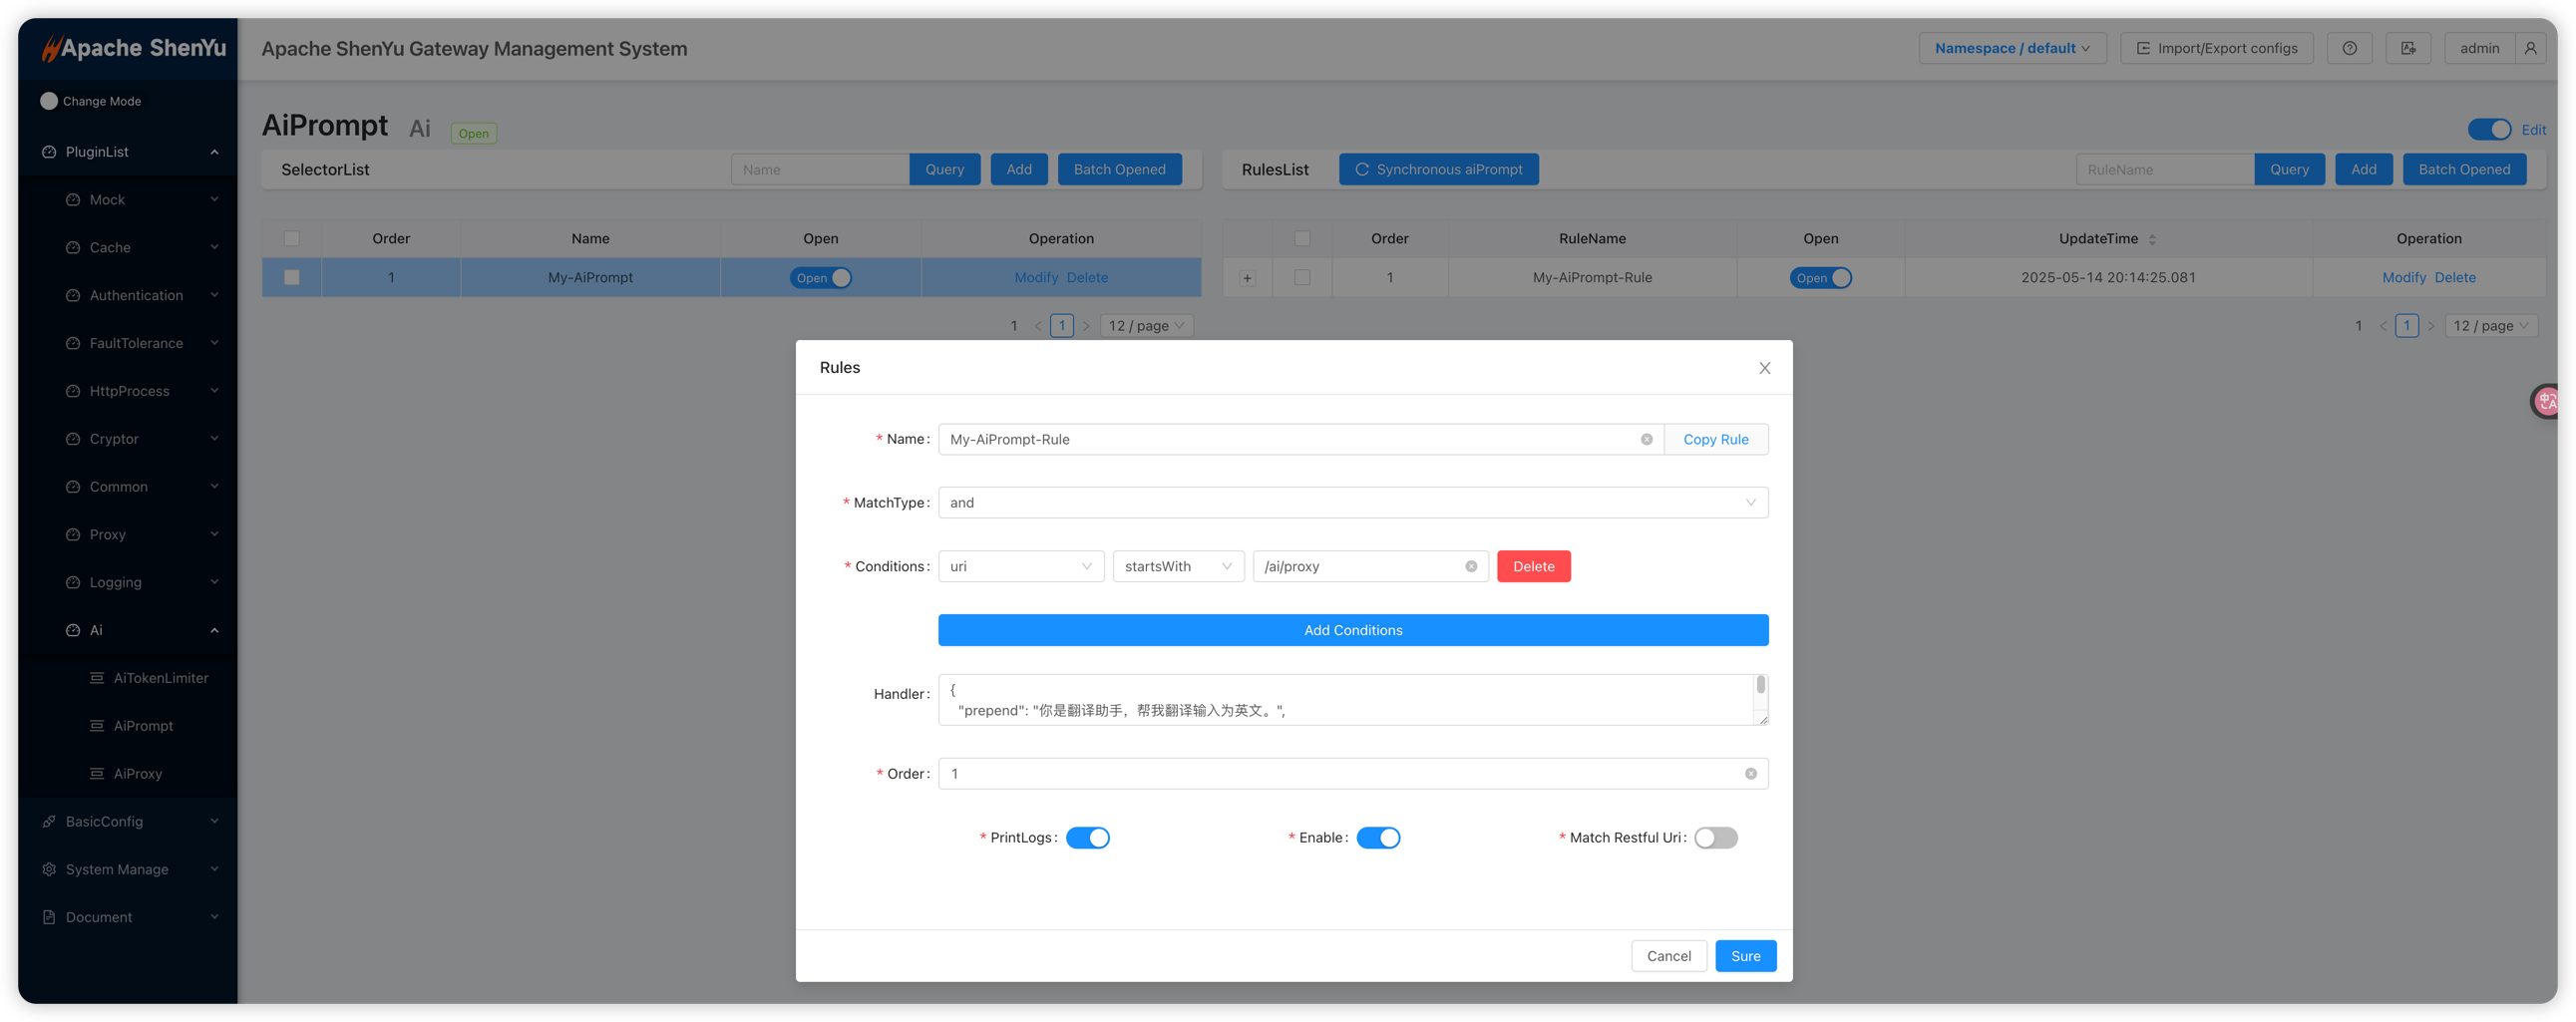 Apache ShenYu
Apache ShenYu Gateway Management System
Namespace / default
Import/Export configs
admin
Change Mode
PluginList
Mock
Cache
Authentication
FaultTolerance
HttpProcess
Cryptor
Common
Proxy
Logging
Ai
AiTokenLimiter
AiPrompt
AiProxy
BasicConfig
System Manage
Document
AiPrompt Ai Open
Edit
SelectorList Name Query Add Batch Opened
Order Name Open Operation
1 My-AiPrompt Open Modify Delete
1 < 1 > 12 / page
RulesList Synchronous aiPrompt RuleName Query Add Batch Opened
Order RuleName Open UpdateTime Operation
+ 1 My-AiPrompt-Rule Open 2025-05-14 20:14:25.081 Modify Delete
1 < 1 > 12 / page
中A
Rules
* Name: My-AiPrompt-Rule Copy Rule
* MatchType: and
* Conditions: uri startsWith /ai/proxy Delete
Add Conditions
Handler: {
"prepend": "你是翻译助手，帮我翻译输入为英文。",
* Order: 1
* PrintLogs: * Enable: * Match Restful Uri:
Cancel Sure